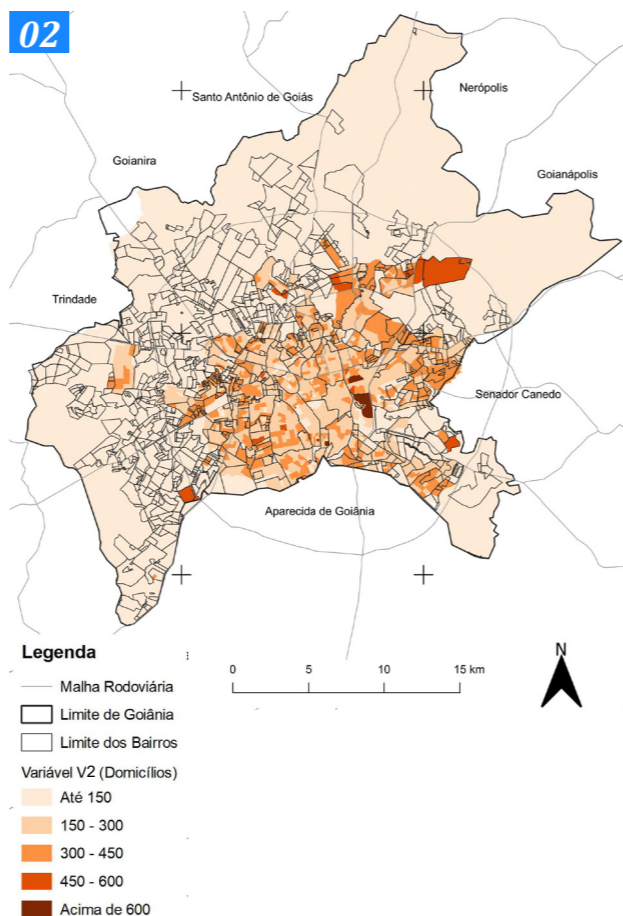 02
Santo Antônio de Goiás
Nerópolis
Goianira
Goianápolis
Trindade
Senador Canedo
Aparecida de Goiânia
Legenda
Malha Rodoviária
Limite de Goiânia
Limite dos Bairros
Variável V2 (Domicílios)
Até 150
150 - 300
300 - 450
450 - 600
Acima de 600
0 5 10 15 km
N